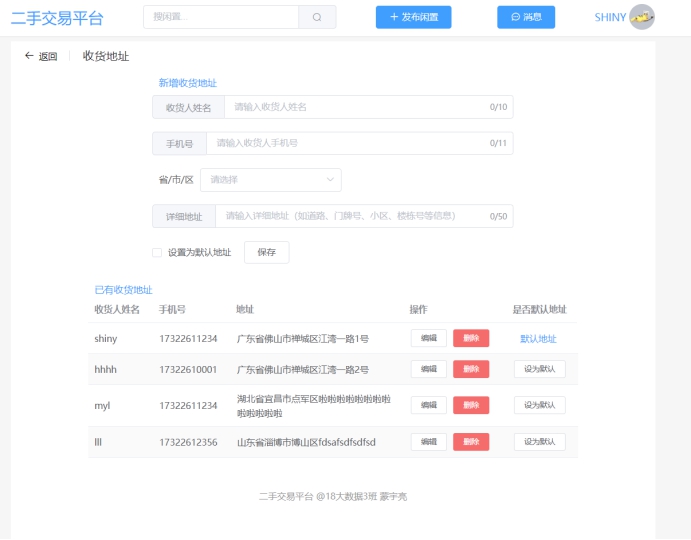 二手交易平台 搜闲置... + 发布闲置 消息 SHINY
← 返回 收货地址
新增收货地址
收货人姓名 请输入收货人姓名 0/10
手机号 请输入收货人手机号 0/11
省/市/区 请选择
详细地址 请输入详细地址（如道路、门牌号、小区、楼栋号等信息） 0/50
设置为默认地址 保存
已有收货地址
收货人姓名 手机号 地址 操作 是否默认地址
shiny 17322611234 广东省佛山市禅城区江湾一路1号 编辑 删除 默认地址
hhhh 17322610001 广东省佛山市禅城区江湾一路2号 编辑 删除 设为默认
myl 17322611234 湖北省宜昌市点军区啦啦啦啦啦啦啦啦 编辑 删除 设为默认
啦啦啦啦啦
lll 17322612356 山东省淄博市博山区fdsafsdfsdfsd 编辑 删除 设为默认
二手交易平台 @18大数据3班 蒙宇亮